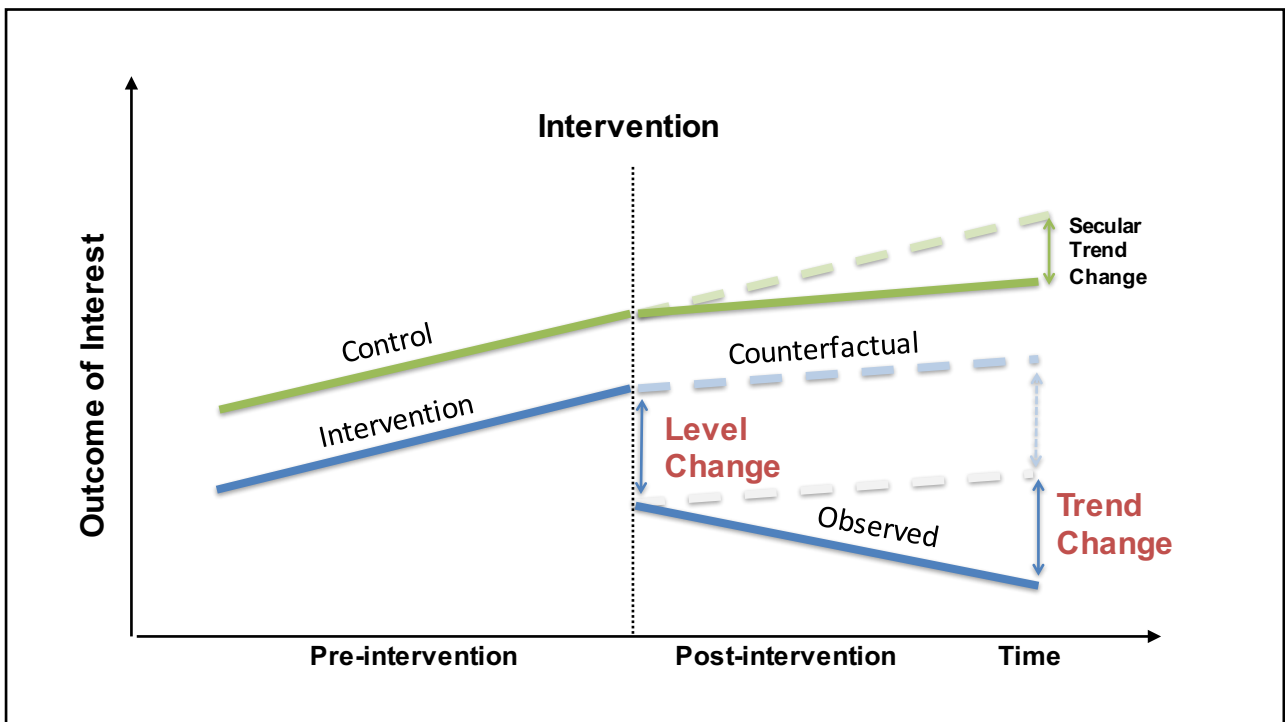 Intervention
Outcome of Interest
Secular
Trend
Change
Control
Counterfactual
Intervention
Level
Change
Observed
Trend
Change
Pre-intervention
Post-intervention
Time